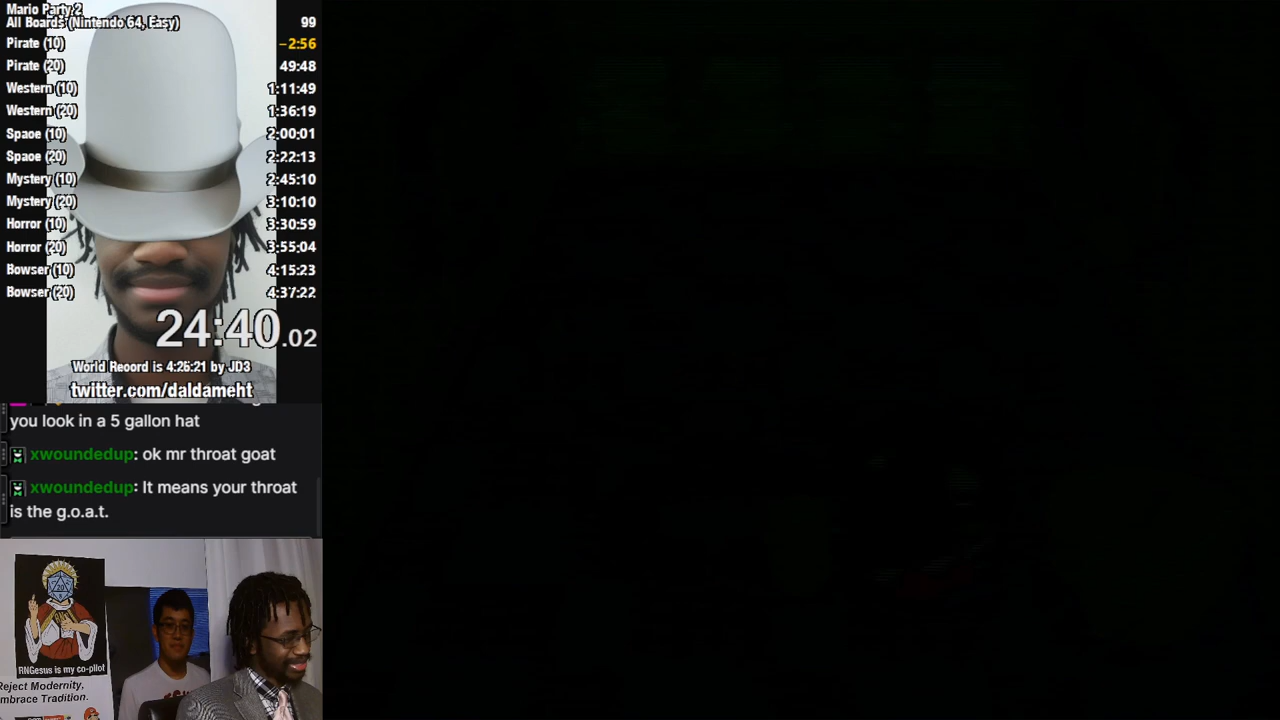 Mario Party 2
All Boards (Nintendo 64, Easy) 99
Pirate (10) −2:56
Pirate (20) 49:48
Western (10) 1:11:49
Western (20) 1:36:19
Space (10) 2:00:01
Space (20) 2:22:13
Mystery (10) 2:45:10
Mystery (20) 3:10:10
Horror (10) 3:30:59
Horror (20) 3:55:04
Bowser (10) 4:15:23
Bowser (20) 4:37:22
24:40.02
World Record is 4:26:21 by JD3
twitter.com/daldameht
you look in a 5 gallon hat
xwoundedup: ok mr throat goat
xwoundedup: It means your throat
is the g.o.a.t.
RNGesus is my co-pilot
Reject Modernity,
Embrace Tradition.